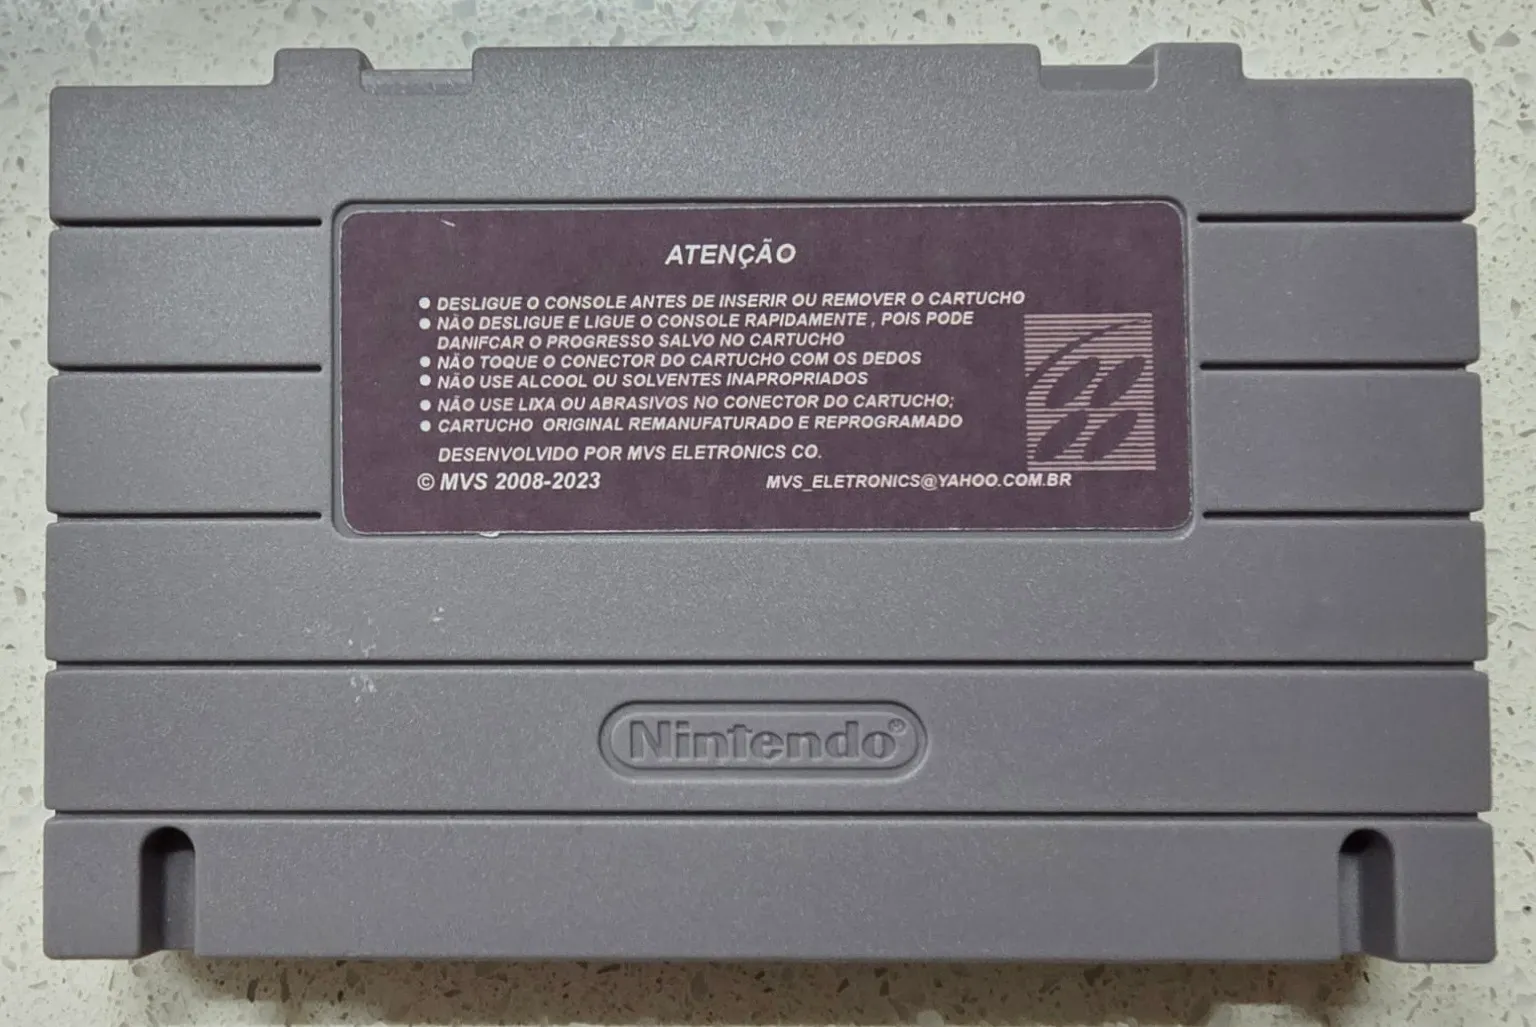 ATENÇÃO
● DESLIGUE O CONSOLE ANTES DE INSERIR OU REMOVER O CARTUCHO
● NÃO DESLIGUE E LIGUE O CONSOLE RAPIDAMENTE , POIS PODE
DANIFCAR O PROGRESSO SALVO NO CARTUCHO
● NÃO TOQUE O CONECTOR DO CARTUCHO COM OS DEDOS
● NÃO USE ALCOOL OU SOLVENTES INAPROPRIADOS
● NÃO USE LIXA OU ABRASIVOS NO CONECTOR DO CARTUCHO;
● CARTUCHO ORIGINAL REMANUFATURADO E REPROGRAMADO
DESENVOLVIDO POR MVS ELETRONICS CO.
© MVS 2008-2023 MVS_ELETRONICS@YAHOO.COM.BR
Nintendo®